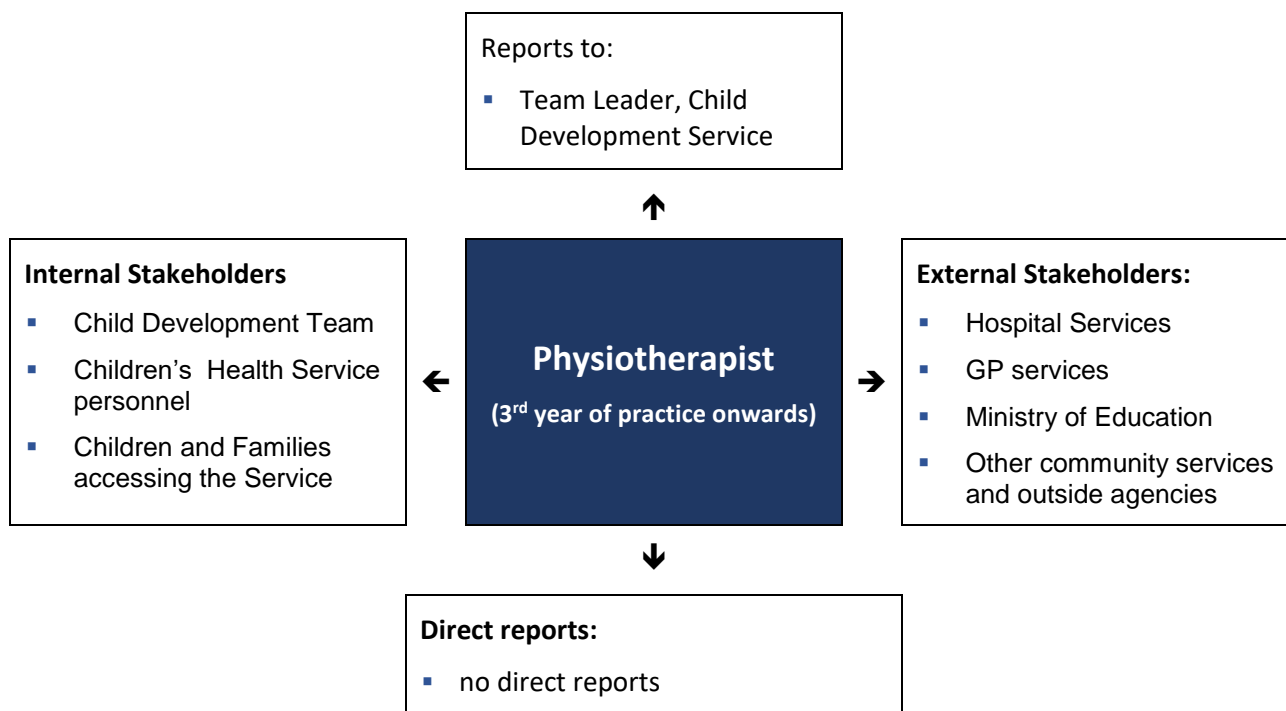 Reports to:
▪ Team Leader, Child
Development Service
Internal Stakeholders
▪ Child Development Team
▪ Children’s  Health Service
personnel
▪ Children and Families
accessing the Service
Physiotherapist
(3rd year of practice onwards)
External Stakeholders:
▪ Hospital Services
▪ GP services
▪ Ministry of Education
▪ Other community services
and outside agencies
Direct reports:
▪ no direct reports